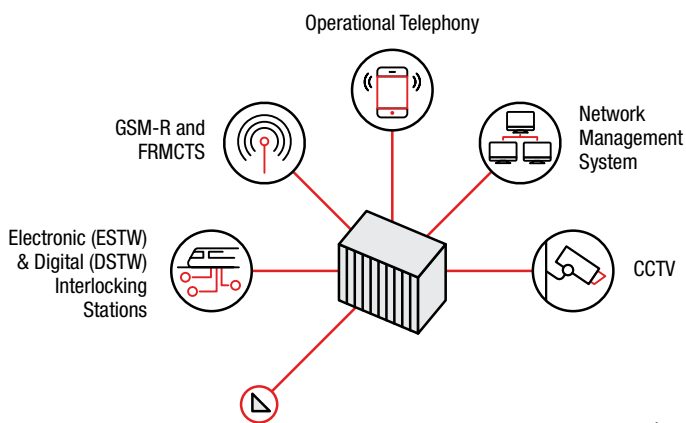 Operational Telephony
GSM-R and
FRMCTS
Network
Management
System
Electronic (ESTW)
& Digital (DSTW)
Interlocking
Stations
CCTV